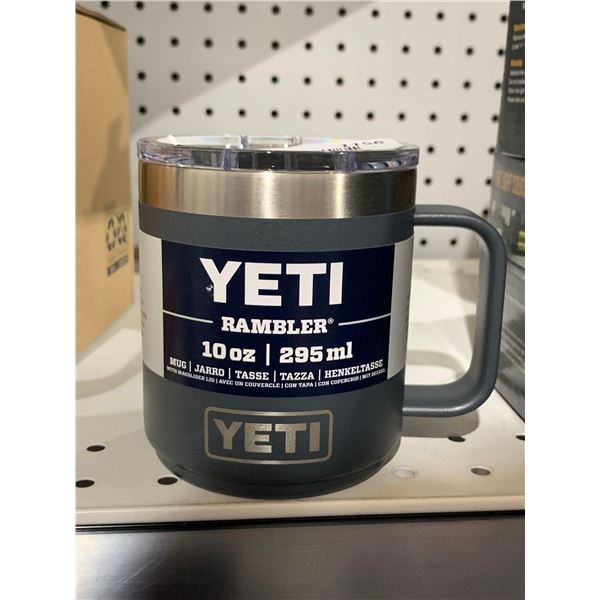 YETI
RAMBLER®
10 oz | 295 ml
MUG | JARRO | TASSE | TAZZA | HENKELTASSE
WITH MAGSLIDER LID | AVEC UN COUVERCLE | CON TAPA | CON COPERCHIO | MIT DECKEL
YETI